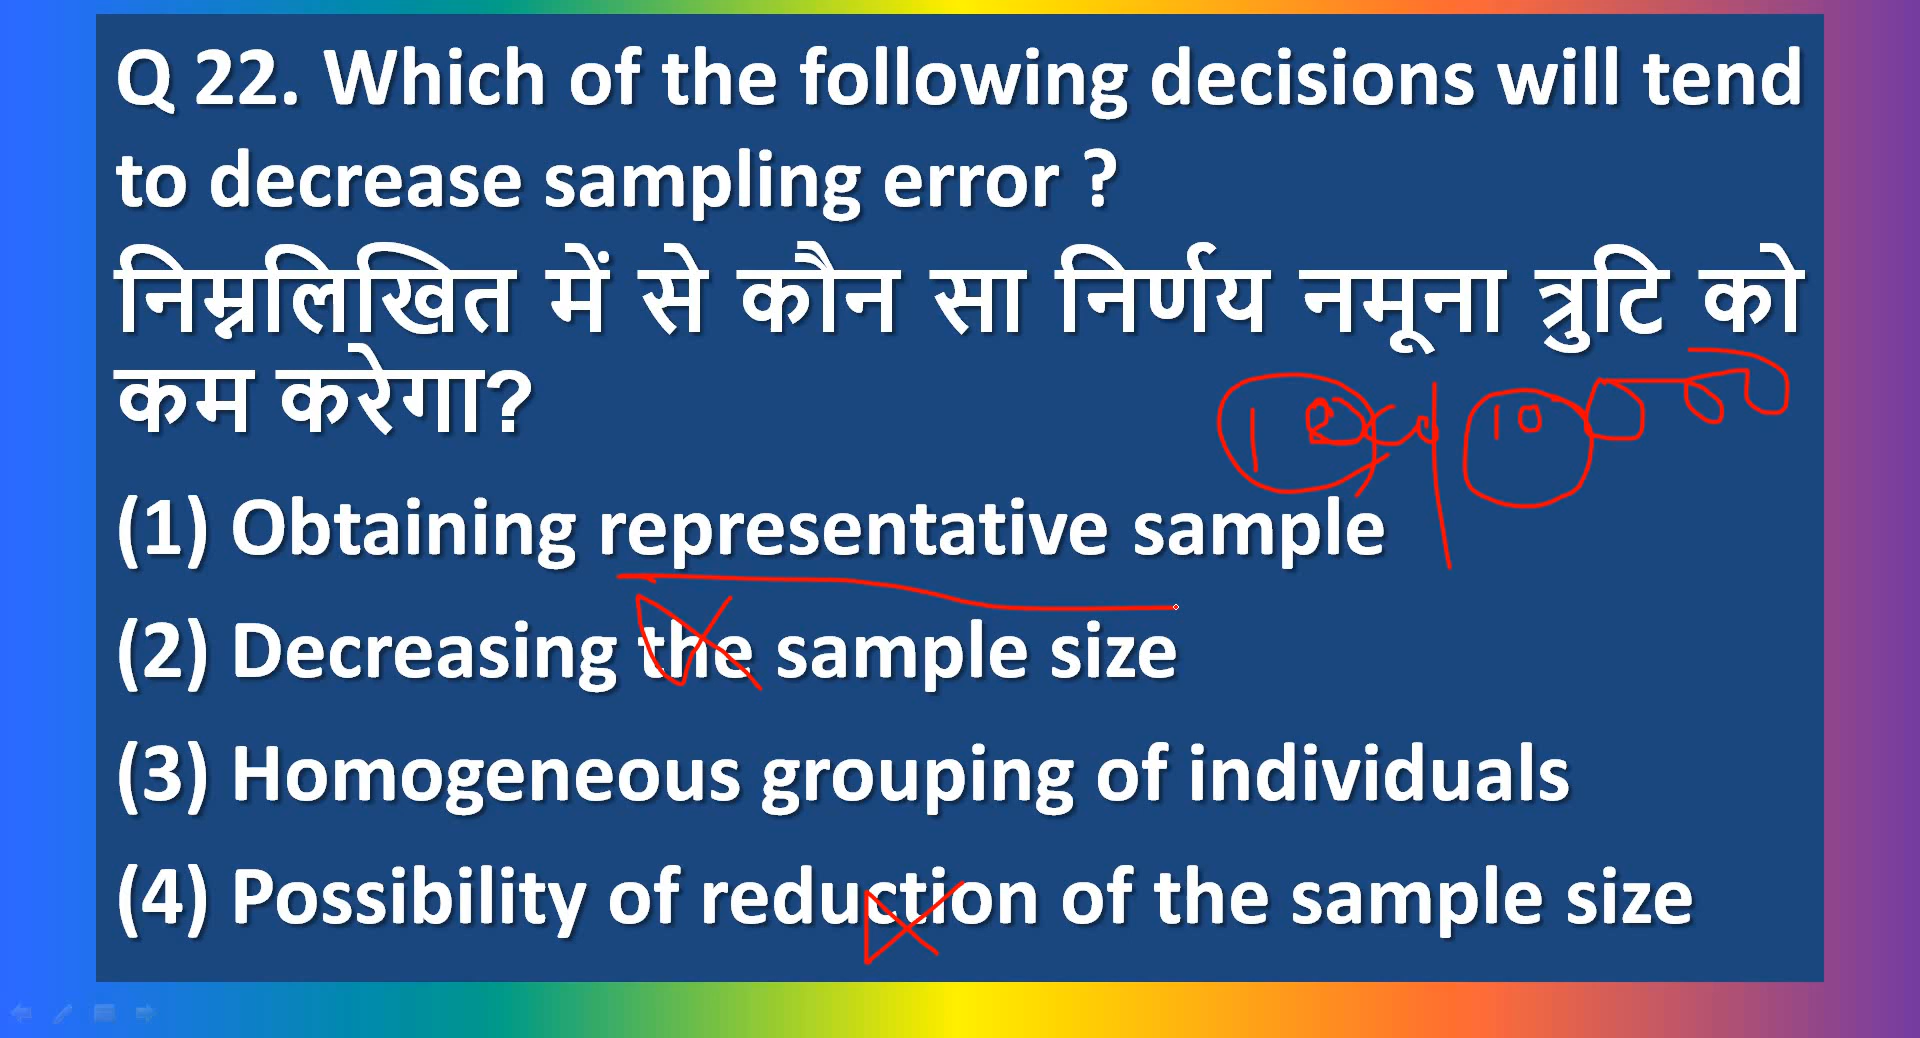 Q 22. Which of the following decisions will tend
to decrease sampling error ?
निम्नलिखित में से कौन सा निर्णय नमूना त्रुटि को
कम करेगा?
(1) Obtaining representative sample
(2) Decreasing the sample size
(3) Homogeneous grouping of individuals
(4) Possibility of reduction of the sample size